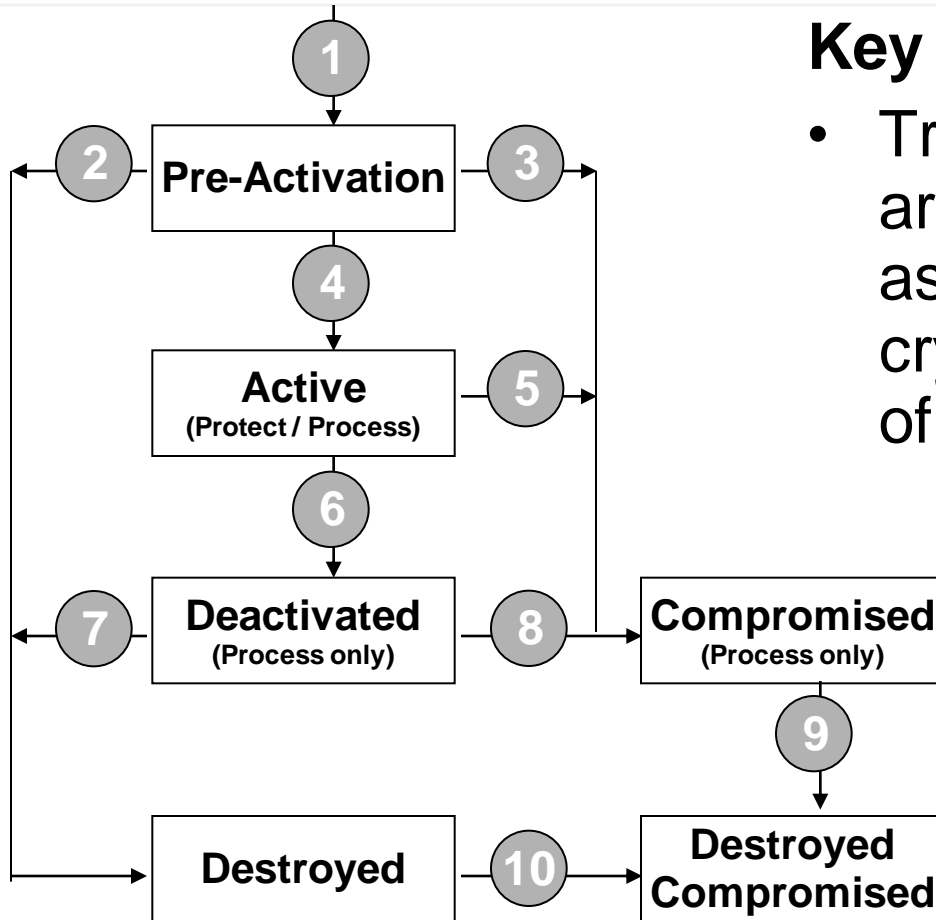 1
Key
• Tr
2
Pre-Activation
3
ar
as
4
cry
of
Active
(Protect / Process)
5
6
7
Deactivated
(Process only)
8
Compromised
(Process only)
9
Destroyed
10
Destroyed
Compromised